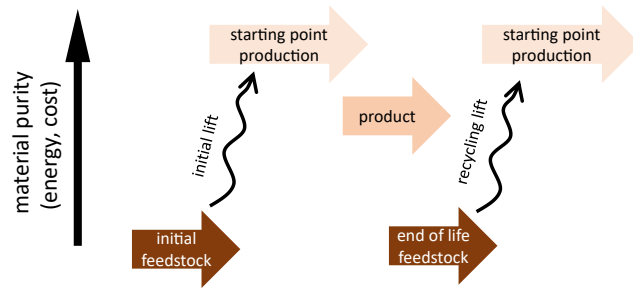 material purity
(energy, cost)
starting point
production
initial lift
initial
feedstock
product
starting point
production
recycling lift
end of life
feedstock